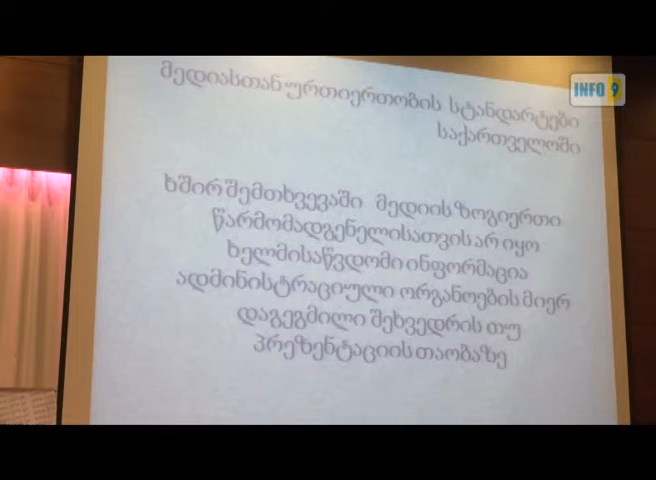 INFO 9
მედიასთან ურთიერთობის სტანდარტები
საქართველოში
ხშირ შემთხვევაში მედიის ზოგიერთი
წარმომადგენელისათვის არ იყო
ხელმისაწვდომი ინფორმაცია
ადმინისტრაციული ორგანოების მიერ
დაგეგმილი შეხვედრის თუ
პრეზენტაციის თაობაზე